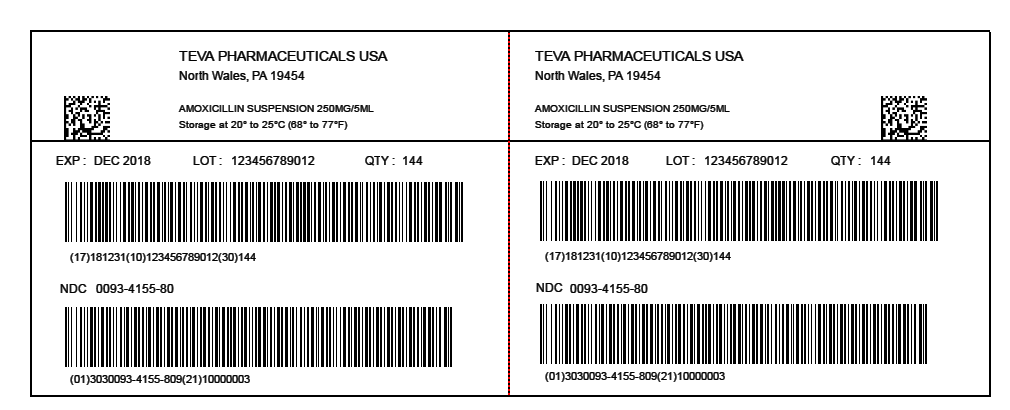 TEVA PHARMACEUTICALS USA
North Wales, PA 19454
AMOXICILLIN SUSPENSION 250MG/5ML
Storage at 20° to 25°C (68° to 77°F)
EXP : DEC 2018 LOT : 123456789012 QTY : 144
(17)181231(10)123456789012(30)144
NDC 0093-4155-80
(01)3030093-4155-809(21)10000003
TEVA PHARMACEUTICALS USA
North Wales, PA 19454
AMOXICILLIN SUSPENSION 250MG/5ML
Storage at 20° to 25°C (68° to 77°F)
EXP : DEC 2018 LOT : 123456789012 QTY : 144
(17)181231(10)123456789012(30)144
NDC 0093-4155-80
(01)3030093-4155-809(21)10000003